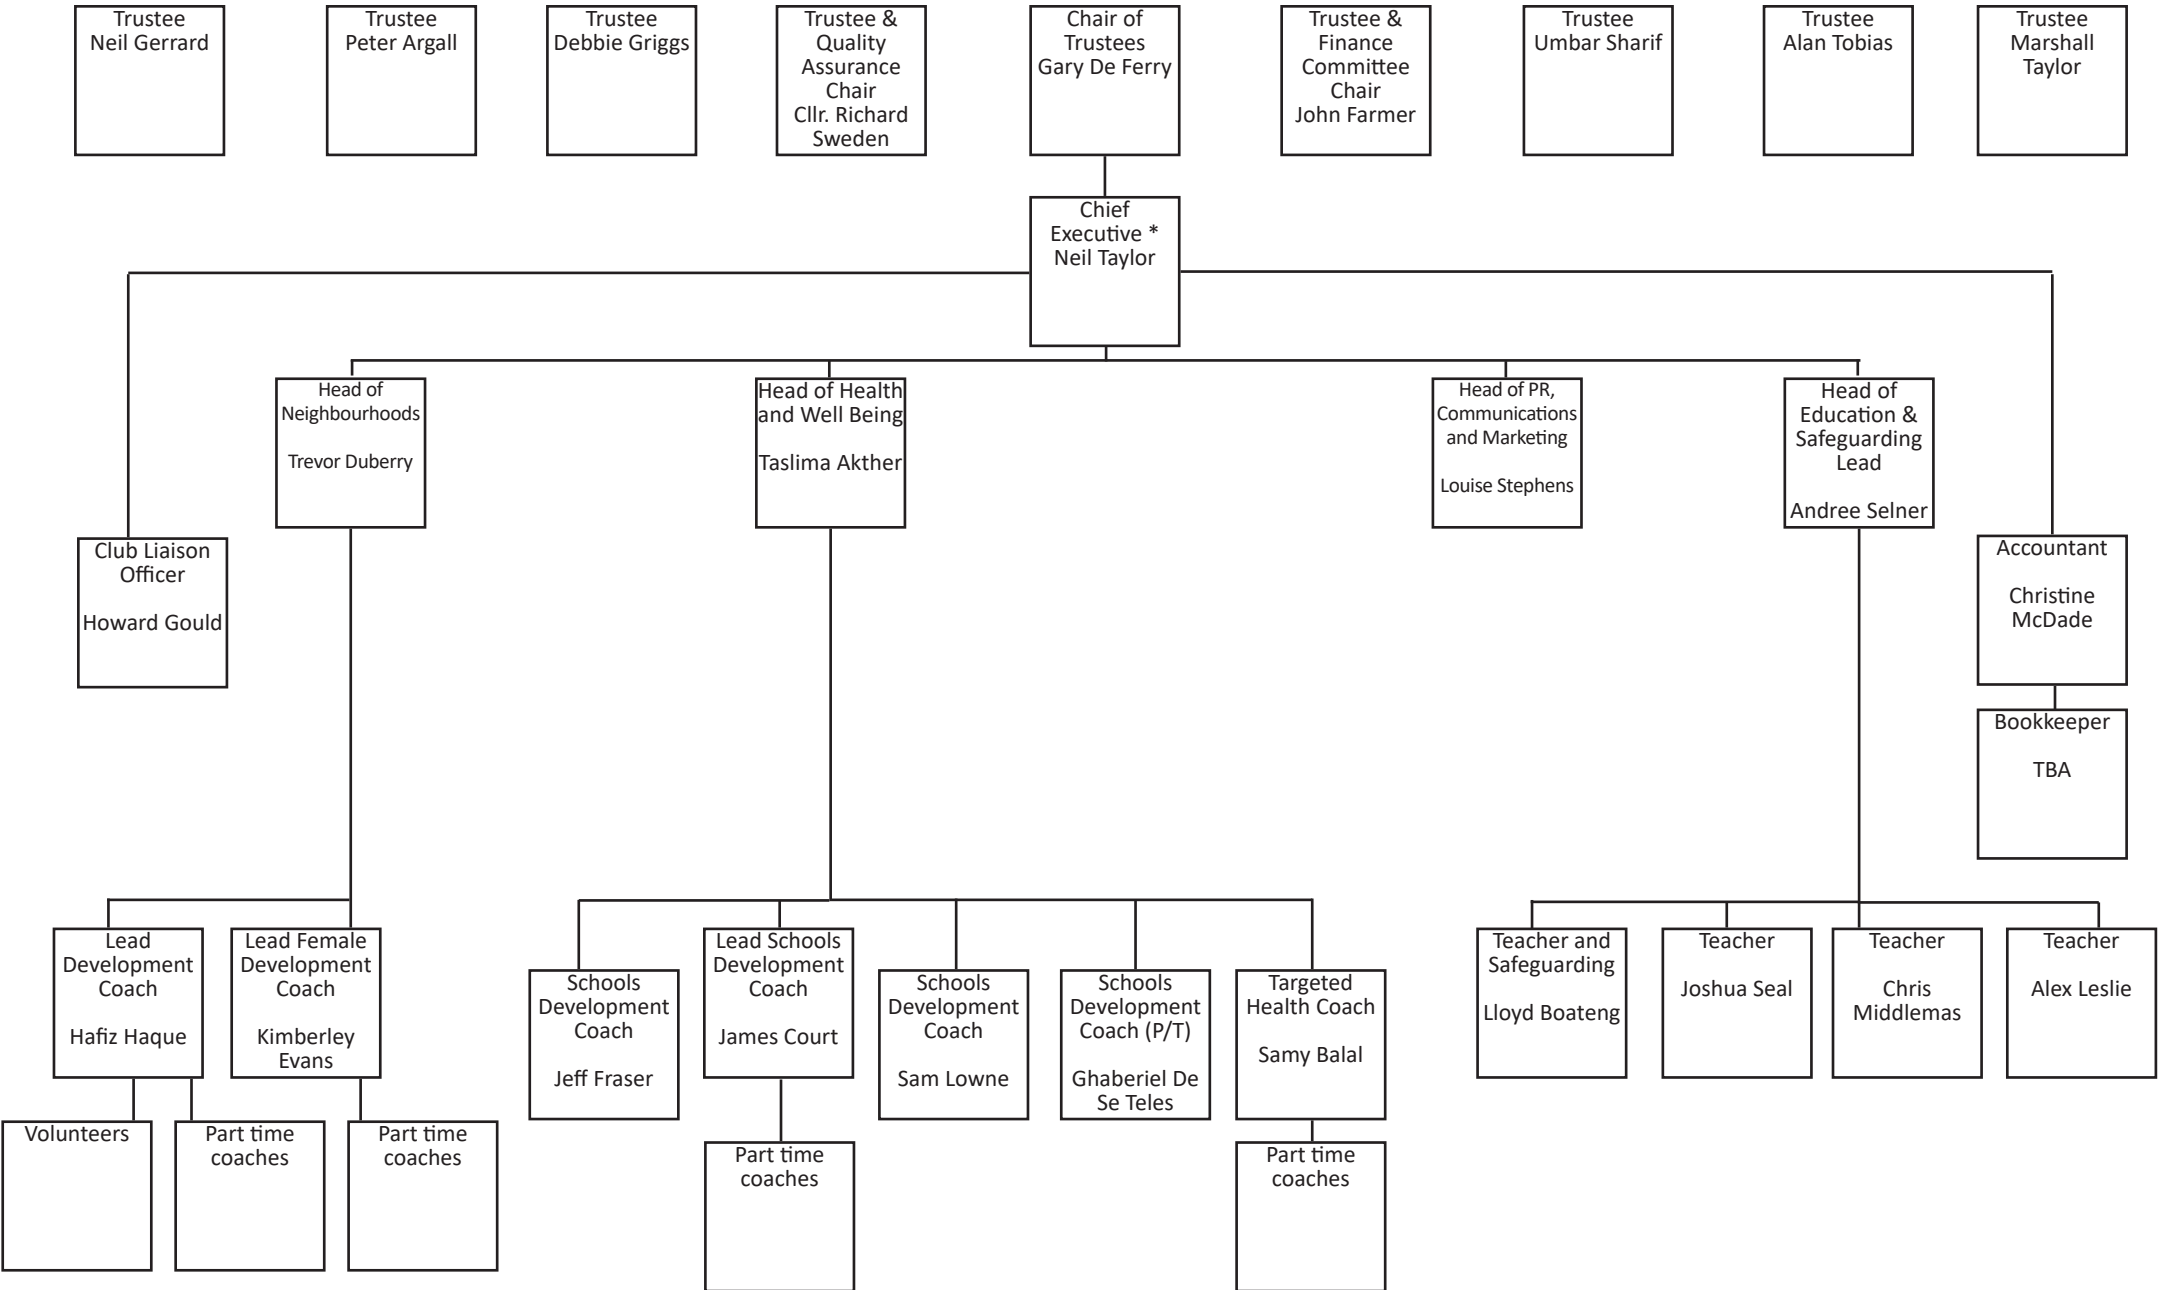 Trustee
Neil Gerrard
Trustee
Peter Argall
Trustee
Debbie Griggs
Trustee &
Quality
Assurance
Chair
Cllr. Richard
Sweden
Chair of
Trustees
Gary De Ferry
Trustee &
Finance
Committee
Chair
John Farmer
Trustee
Umbar Sharif
Trustee
Alan Tobias
Trustee
Marshall
Taylor
Chief
Executive *
Neil Taylor
Head of
Neighbourhoods
Trevor Duberry
Head of Health
and Well Being
Taslima Akther
Head of PR,
Communications
and Marketing
Louise Stephens
Head of
Education &
Safeguarding
Lead
Andree Selner
Club Liaison
Officer
Howard Gould
Accountant
Christine
McDade
Bookkeeper
TBA
Lead
Development
Coach
Hafiz Haque
Lead Female
Development
Coach
Kimberley
Evans
Schools
Development
Coach
Jeff Fraser
Lead Schools
Development
Coach
James Court
Schools
Development
Coach
Sam Lowne
Schools
Development
Coach (P/T)
Ghaberiel De
Se Teles
Targeted
Health Coach
Samy Balal
Teacher and
Safeguarding
Lloyd Boateng
Teacher
Joshua Seal
Teacher
Chris
Middlemas
Teacher
Alex Leslie
Volunteers
Part time
coaches
Part time
coaches
Part time
coaches
Part time
coaches